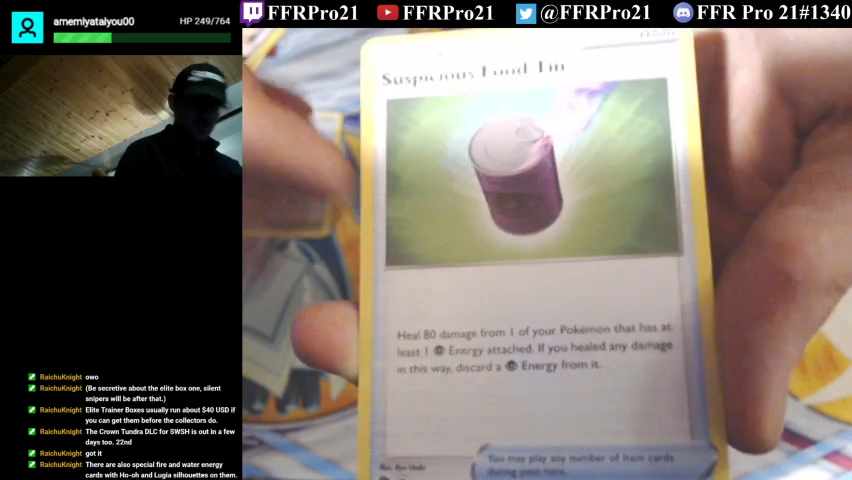 amemiyataiyou00
HP 249/764
FFRPro21
FFRPro21
@FFRPro21
FFR Pro 21#1340
Suspicious Food Tin
Heal 80 damage from 1 of your Pokémon that has at
least 1 Energy attached. If you healed any damage
in this way, discard a Energy from it.
You may play any number of Item cards
during your turn.
RaichuKnight owo
RaichuKnight (Be secretive about the elite box one, silent
snipers will be after that.)
RaichuKnight Elite Trainer Boxes usually run about $40 USD if
you can get them before the collectors do.
RaichuKnight The Crown Tundra DLC for SWSH is out in a few
days too. 22nd
RaichuKnight got it
RaichuKnight There are also special fire and water energy
cards with Ho-oh and Lugia silhouettes on them.